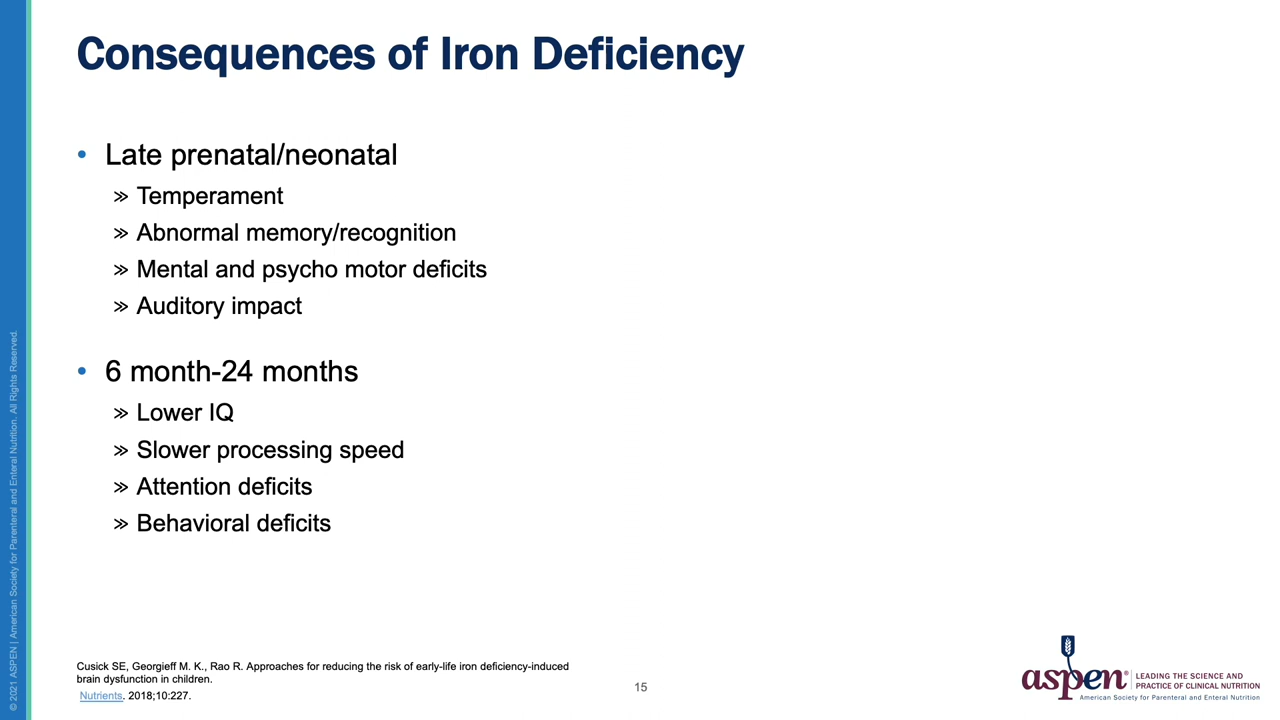 Consequences of Iron Deficiency
• Late prenatal/neonatal
» Temperament
» Abnormal memory/recognition
» Mental and psycho motor deficits
» Auditory impact
• 6 month-24 months
» Lower IQ
» Slower processing speed
» Attention deficits
» Behavioral deficits
Cusick SE, Georgieff M. K., Rao R. Approaches for reducing the risk of early-life iron deficiency-induced
brain dysfunction in children.
Nutrients. 2018;10:227.
15
aspen® LEADING THE SCIENCE AND
PRACTICE OF CLINICAL NUTRITION
American Society for Parenteral and Enteral Nutrition
© 2021 ASPEN | American Society for Parenteral and Enteral Nutrition. All Rights Reserved.